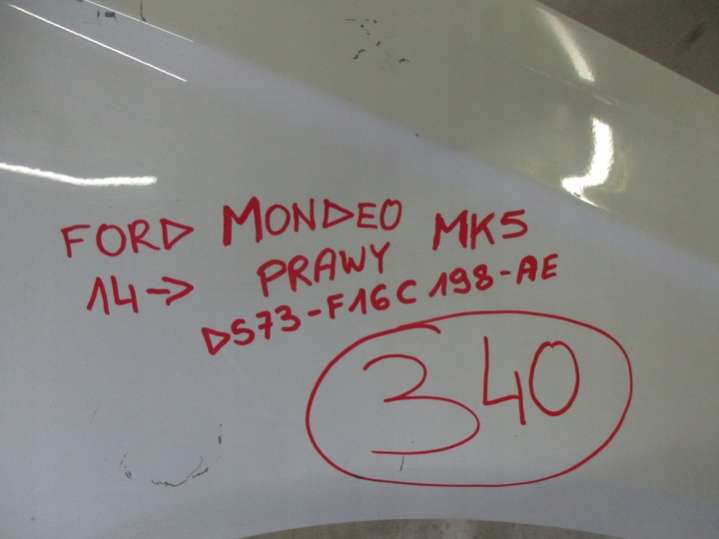 FORD MONDEO MK5
14→ PRAWY
DS73-F16C198-AE
340